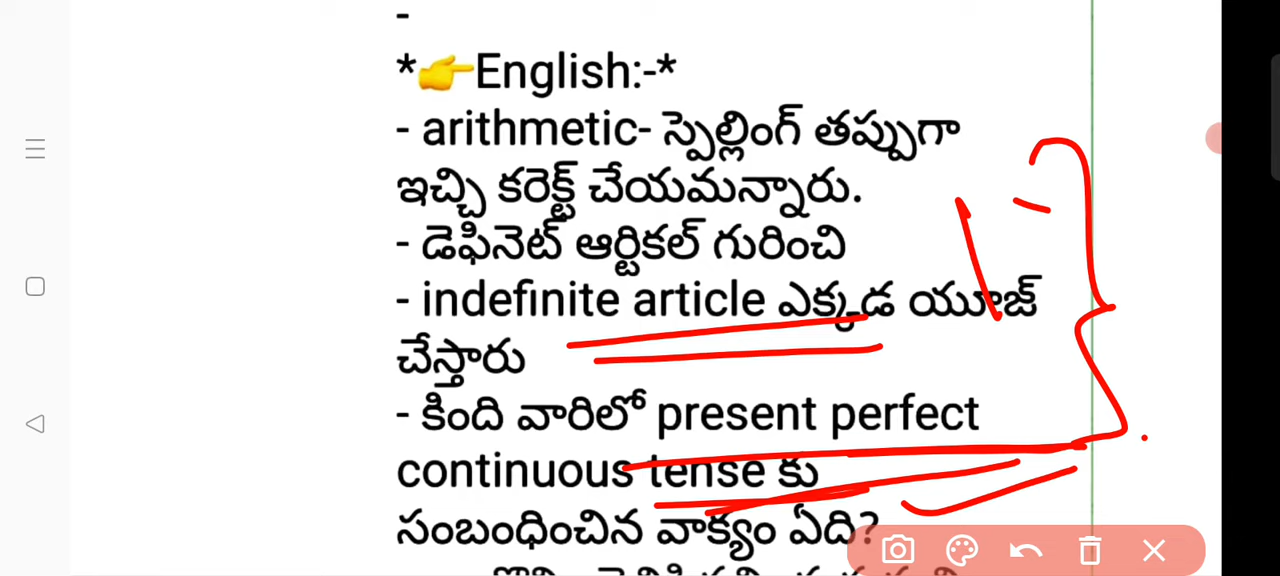 -
*👉English:-*
- arithmetic- స్పెల్లింగ్ తప్పుగా
ఇచ్చి కరెక్ట్ చేయమన్నారు.
- డెఫినెట్ ఆర్టికల్ గురించి
- indefinite article ఎక్కడ యూజ్
చేస్తారు
- కింది వారిలో present perfect
continuous tense కు
సంబంధించిన వాక్యం ఏది?